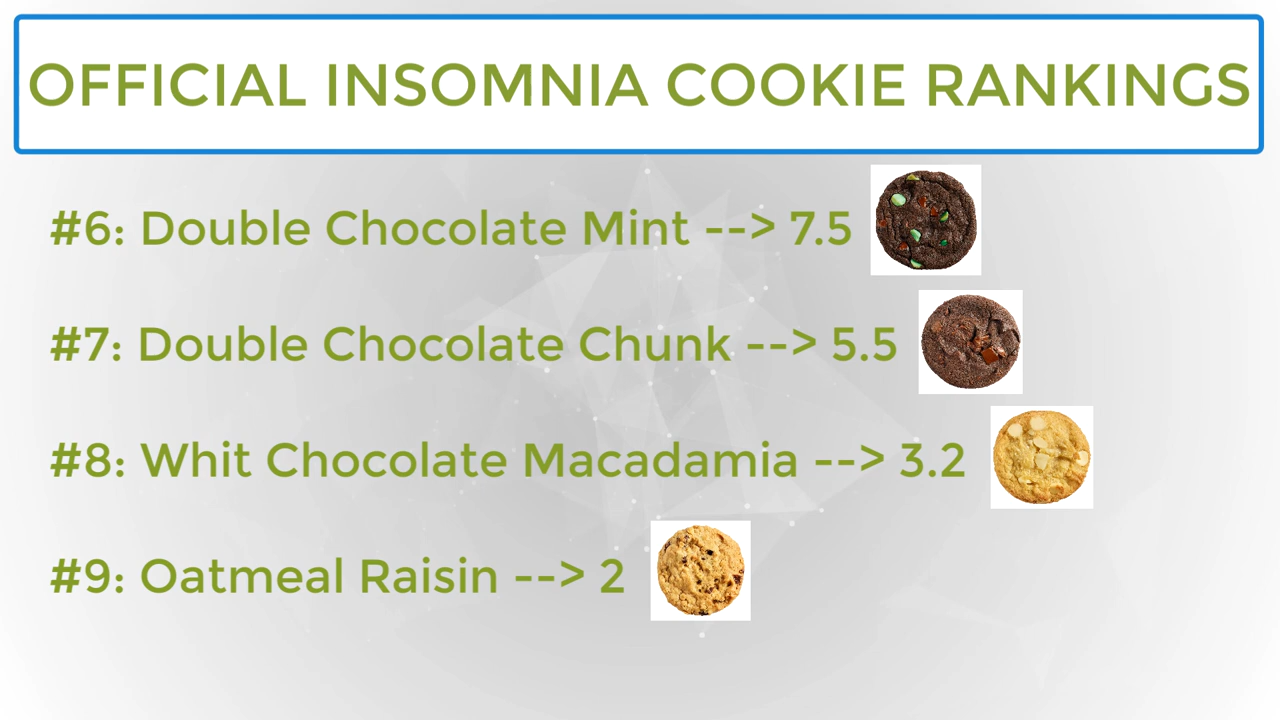 OFFICIAL INSOMNIA COOKIE RANKINGS
#6: Double Chocolate Mint --> 7.5
#7: Double Chocolate Chunk --> 5.5
#8: Whit Chocolate Macadamia --> 3.2
#9: Oatmeal Raisin --> 2